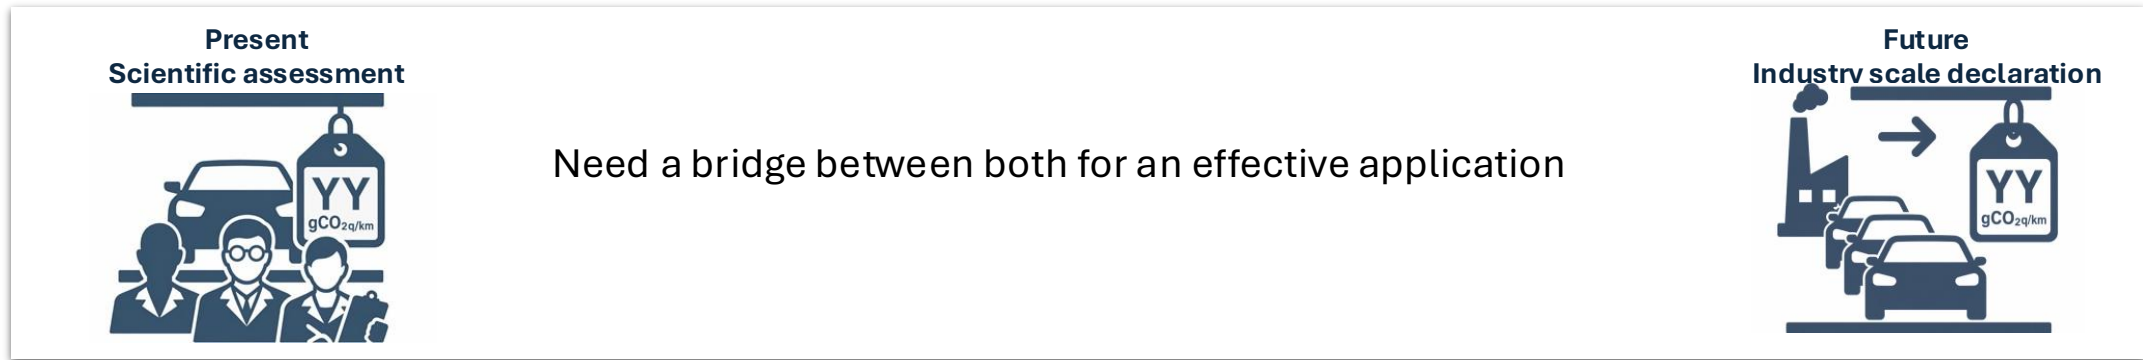 Present
Scientific assessment
YY
gCO2q/km
Need a bridge between both for an effective application
Future
Industry scale declaration
YY
gCO2q/km